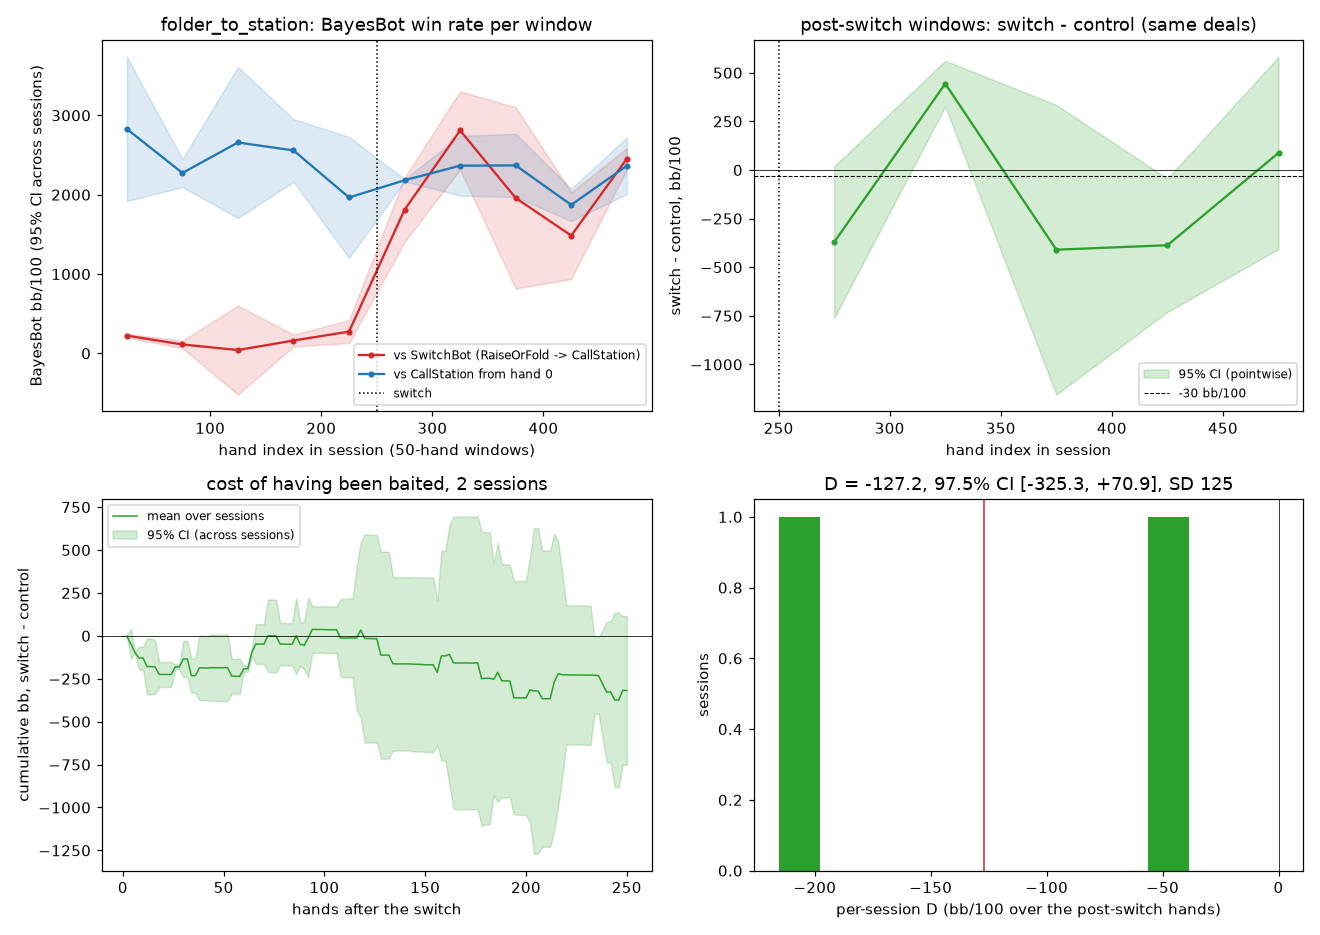 folder_to_station: BayesBot win rate per window
BayesBot bb/100 (95% CI across sessions)
3000
2000
1000
0
100
200
300
400
hand index in session (50-hand windows)
vs SwitchBot (RaiseOrFold -> CallStation)
vs CallStation from hand 0
switch
post-switch windows: switch - control (same deals)
switch - control, bb/100
500
250
0
−250
−500
−750
−1000
250
300
350
400
450
hand index in session
95% CI (pointwise)
-30 bb/100
cost of having been baited, 2 sessions
cumulative bb, switch - control
750
500
250
0
−250
−500
−750
−1000
−1250
0
50
100
150
200
250
hands after the switch
mean over sessions
95% CI (across sessions)
D = -127.2, 97.5% CI [-325.3, +70.9], SD 125
sessions
1.0
0.8
0.6
0.4
0.2
0.0
−200
−150
−100
−50
0
per-session D (bb/100 over the post-switch hands)